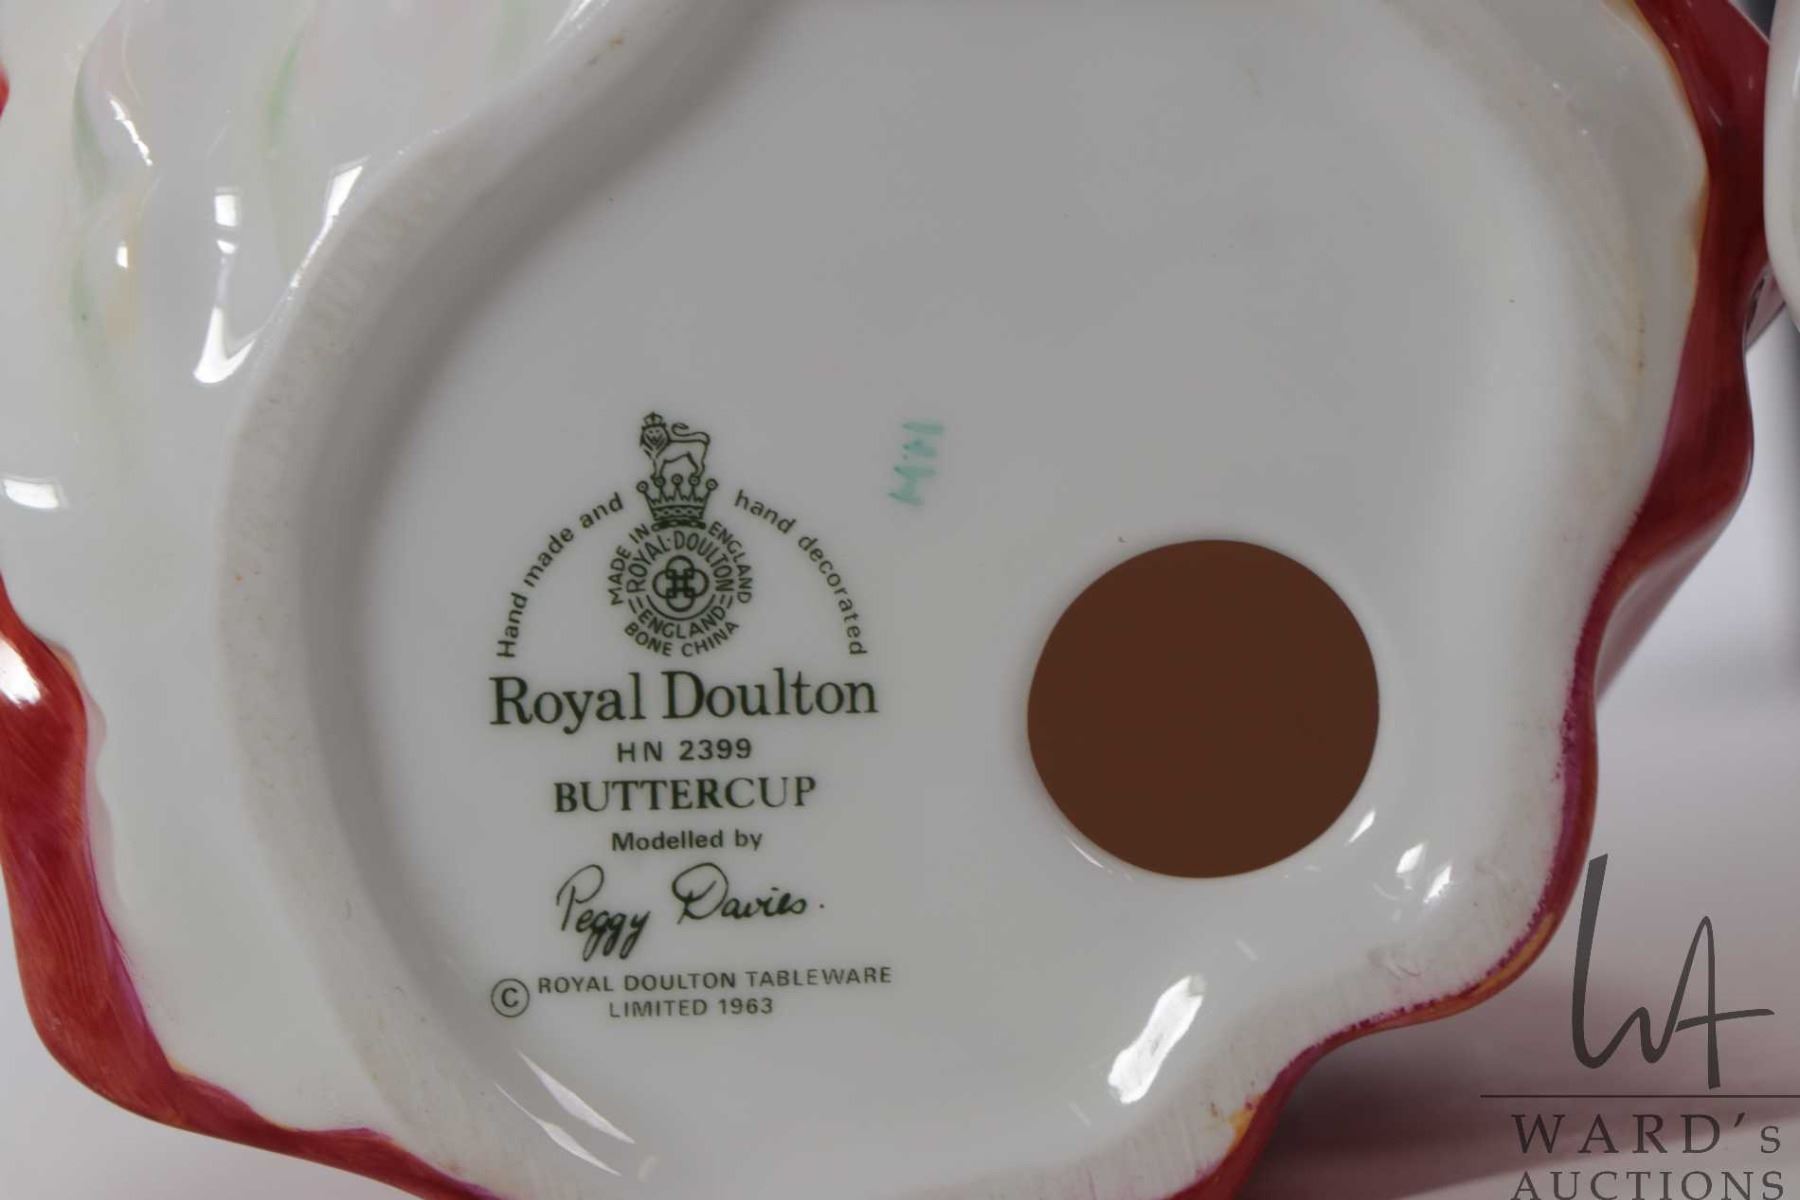 Hand made and hand decorated
MADE IN ENGLAND
ROYAL·DOULTON
ENGLAND
BONE CHINA
Royal Doulton
HN 2399
BUTTERCUP
Modelled by
Peggy Davies.
© ROYAL DOULTON TABLEWARE
LIMITED 1963
WA
WARD's
AUCTIONS